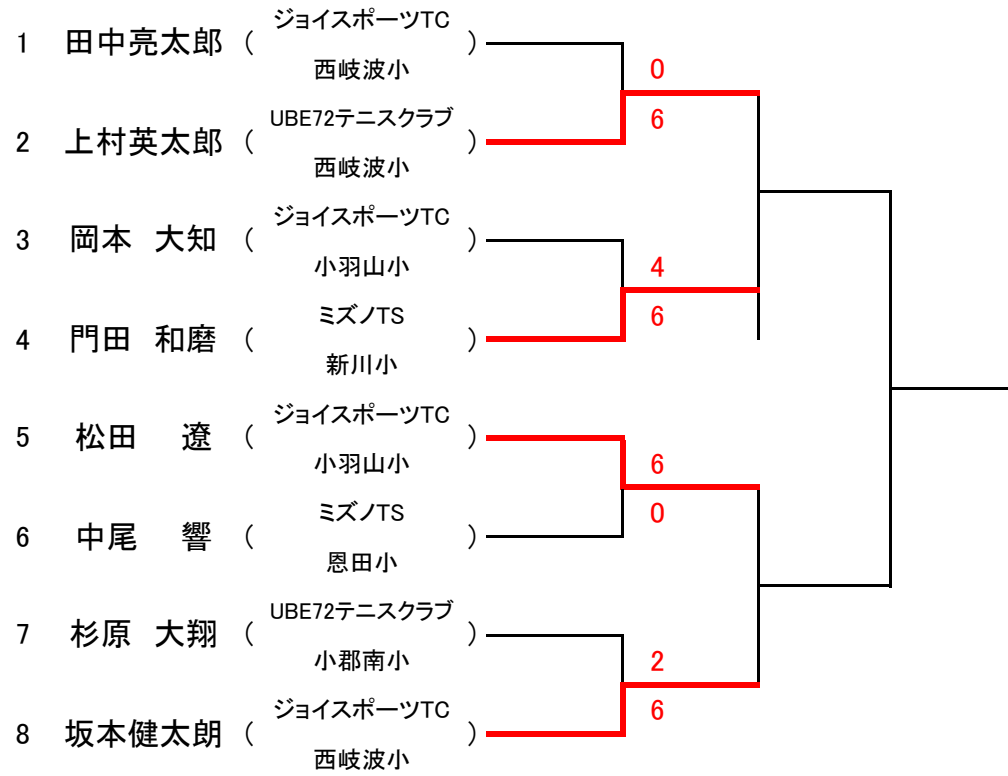 ジョイスポーツTC
1 田中亮太郎 ( )
西岐波小
0
6
UBE72テニスクラブ
2 上村英太郎 ( )
西岐波小
ジョイスポーツTC
3 岡本 大知 ( )
小羽山小
4
6
ミズノTS
4 門田 和磨 ( )
新川小
ジョイスポーツTC
5 松田 遼 ( )
小羽山小
6
0
ミズノTS
6 中尾 響 ( )
恩田小
UBE72テニスクラブ
7 杉原 大翔 ( )
小郡南小
2
6
ジョイスポーツTC
8 坂本健太朗 ( )
西岐波小